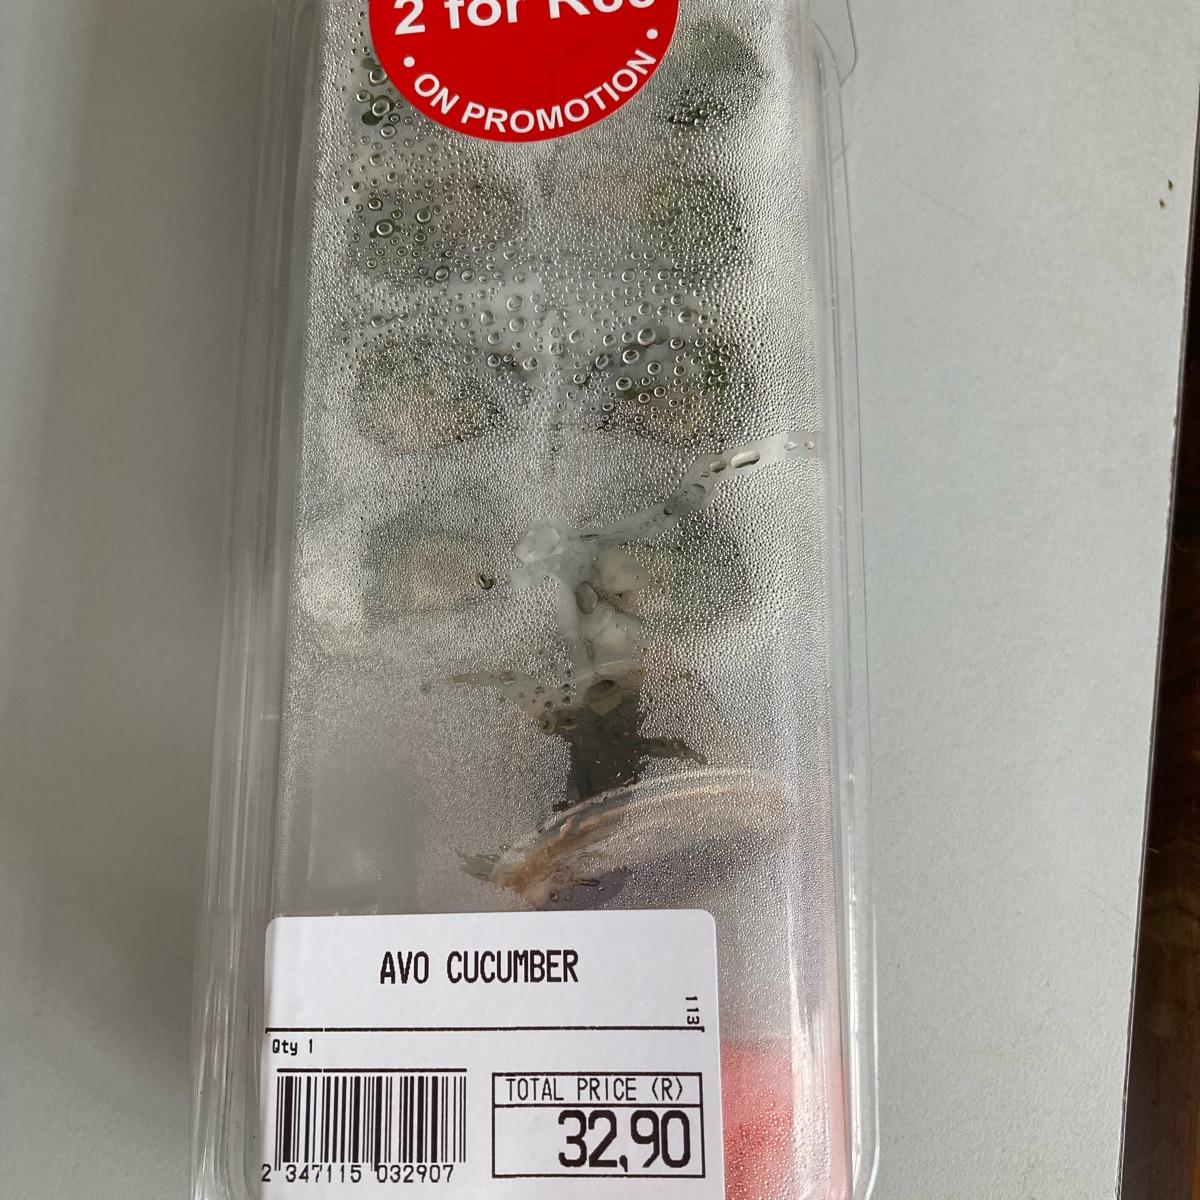 2 for
• ON PROMOTION •
AVO CUCUMBER
113
Qty 1
TOTAL PRICE (R)
32,90
2 347115 032907